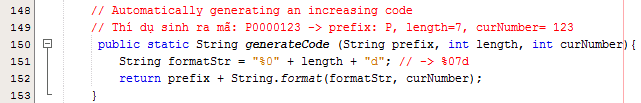 148 // Automatically generating an increasing code
149 // Thí dụ sinh ra mã: P0000123 -> prefix: P, length=7, curNumber= 123
150 public static String generateCode (String prefix, int length, int curNumber){
151 String formatStr = "%0" + length + "d"; // -> %07d
152 return prefix + String.format(formatStr, curNumber);
153 }